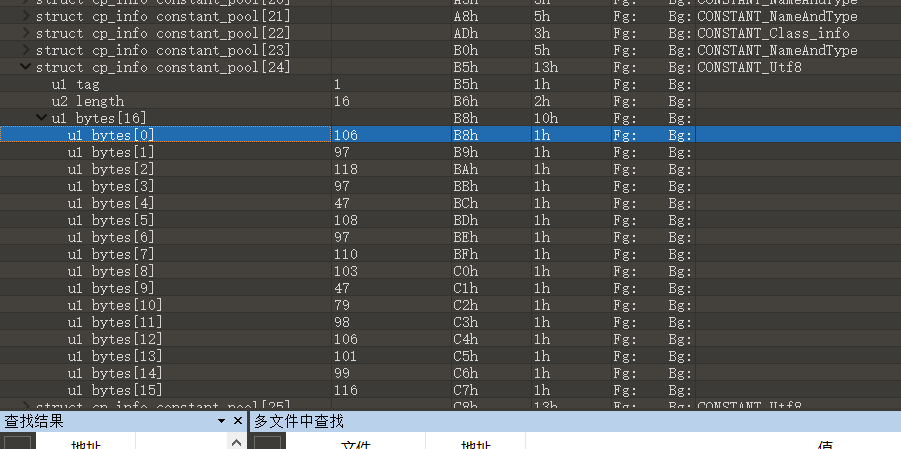 struct cp_info constant_pool[20] A3h 5h Fg: Bg: CONSTANT_NameAndType
struct cp_info constant_pool[21] A8h 5h Fg: Bg: CONSTANT_NameAndType
struct cp_info constant_pool[22] ADh 3h Fg: Bg: CONSTANT_Class_info
struct cp_info constant_pool[23] B0h 5h Fg: Bg: CONSTANT_NameAndType
struct cp_info constant_pool[24] B5h 13h Fg: Bg: CONSTANT_Utf8
u1 tag 1 B5h 1h Fg: Bg:
u2 length 16 B6h 2h Fg: Bg:
u1 bytes[16] B8h 10h Fg: Bg:
u1 bytes[0] 106 B8h 1h Fg: Bg:
u1 bytes[1] 97 B9h 1h Fg: Bg:
u1 bytes[2] 118 BAh 1h Fg: Bg:
u1 bytes[3] 97 BBh 1h Fg: Bg:
u1 bytes[4] 47 BCh 1h Fg: Bg:
u1 bytes[5] 108 BDh 1h Fg: Bg:
u1 bytes[6] 97 BEh 1h Fg: Bg:
u1 bytes[7] 110 BFh 1h Fg: Bg:
u1 bytes[8] 103 C0h 1h Fg: Bg:
u1 bytes[9] 47 C1h 1h Fg: Bg:
u1 bytes[10] 79 C2h 1h Fg: Bg:
u1 bytes[11] 98 C3h 1h Fg: Bg:
u1 bytes[12] 106 C4h 1h Fg: Bg:
u1 bytes[13] 101 C5h 1h Fg: Bg:
u1 bytes[14] 99 C6h 1h Fg: Bg:
u1 bytes[15] 116 C7h 1h Fg: Bg:
struct cp_info constant_pool[25] C8h 13h Fg: Bg: CONSTANT_Utf8
查找结果 多文件中查找
地址 文件 地址 值